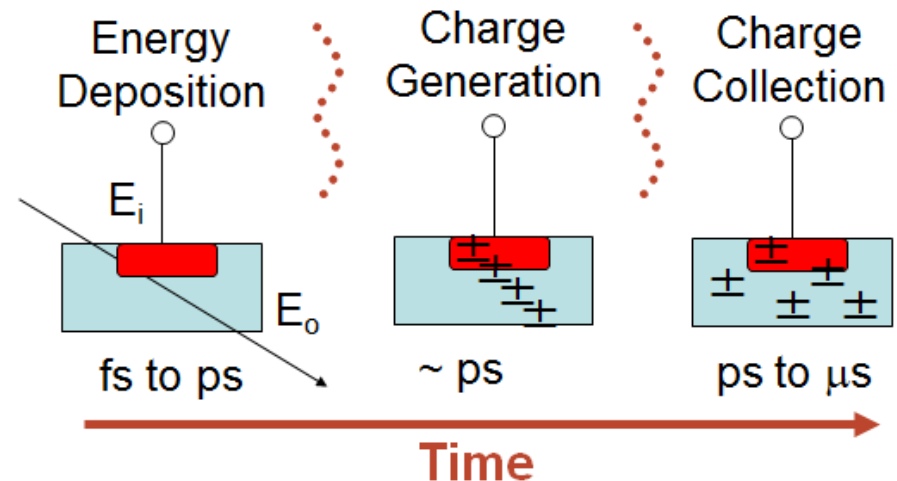 Energy
Deposition
Charge
Generation
Charge
Collection
Eᵢ
Eₒ
±
±
±
±
±
±
±
±
±
fs to ps
~ ps
ps to μs
Time